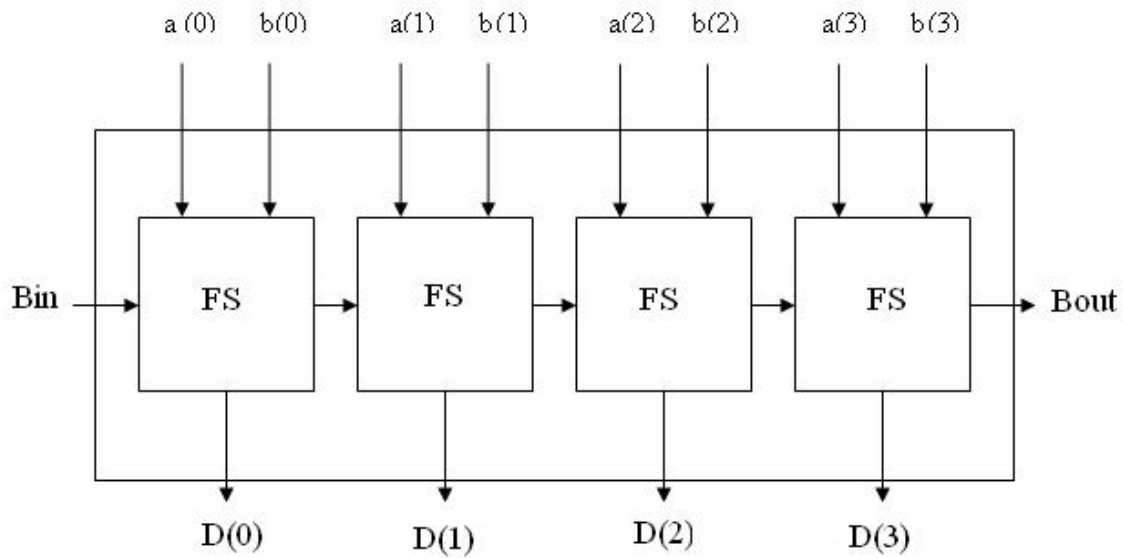 a (0) b(0) a(1) b(1) a(2) b(2) a(3) b(3)
Bin FS FS FS FS Bout
D(0) D(1) D(2) D(3)